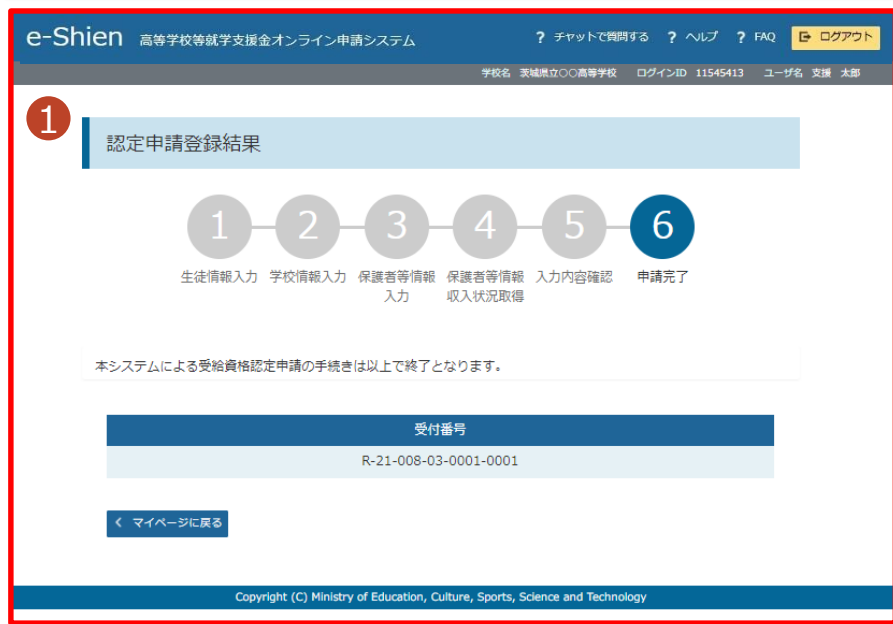 e-Shien 高等学校等就学支援金オンライン申請システム ? チャットで質問する ? ヘルプ ? FAQ ログアウト
学校名 茨城県立〇〇高等学校 ログインID 11545413 ユーザ名 支援 太郎
1
認定申請登録結果
1 2 3 4 5 6
生徒情報入力 学校情報入力 保護者等情報 保護者等情報 入力内容確認 申請完了
入力 収入状況取得
本システムによる受給資格認定申請の手続きは以上で終了となります。
受付番号
R-21-008-03-0001-0001
マイページに戻る
Copyright (C) Ministry of Education, Culture, Sports, Science and Technology